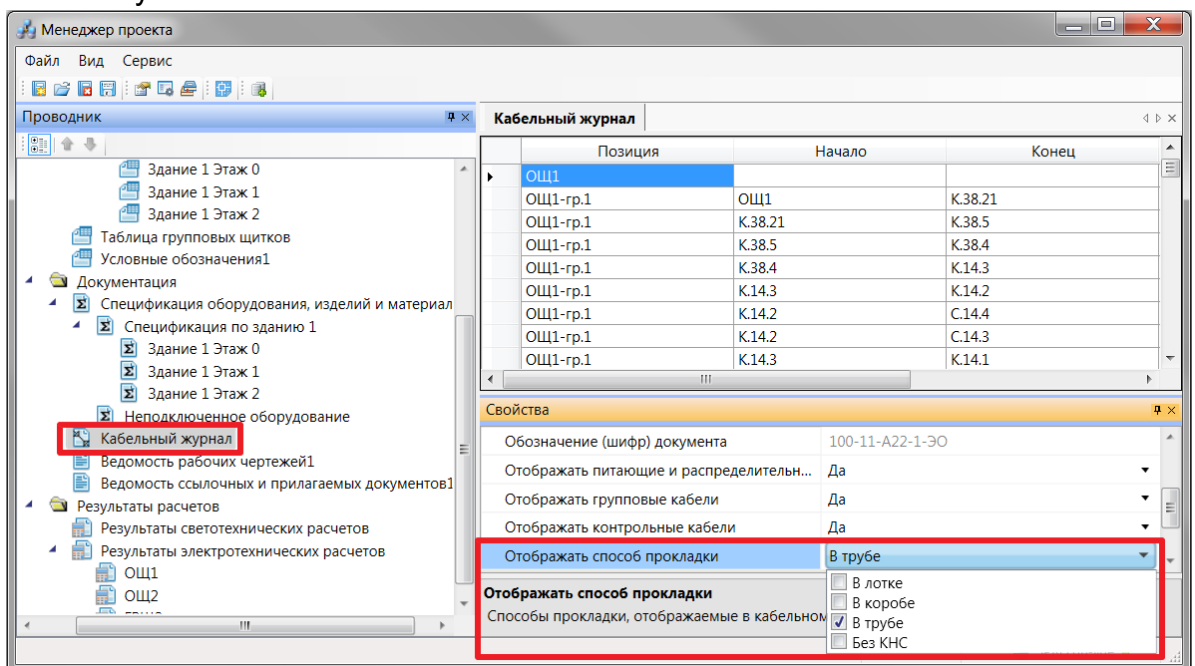 Менеджер проекта
Файл Вид Сервис
Проводник
Здание 1 Этаж 0
Здание 1 Этаж 1
Здание 1 Этаж 2
Таблица групповых щитков
Условные обозначения1
Документация
Спецификация оборудования, изделий и материал
Спецификация по зданию 1
Здание 1 Этаж 0
Здание 1 Этаж 1
Здание 1 Этаж 2
Неподключенное оборудование
Кабельный журнал
Ведомость рабочих чертежей1
Ведомость ссылочных и прилагаемых документов1
Результаты расчетов
Результаты светотехнических расчетов
Результаты электротехнических расчетов
ОЩ1
ОЩ2
Кабельный журнал
Позиция Начало Конец
ОЩ1
ОЩ1-гр.1 ОЩ1 К.38.21
ОЩ1-гр.1 К.38.21 К.38.5
ОЩ1-гр.1 К.38.5 К.38.4
ОЩ1-гр.1 К.38.4 К.14.3
ОЩ1-гр.1 К.14.3 К.14.2
ОЩ1-гр.1 К.14.2 С.14.4
ОЩ1-гр.1 К.14.2 С.14.3
ОЩ1-гр.1 К.14.3 К.14.1
Свойства
Обозначение (шифр) документа 100-11-А22-1-ЭО
Отображать питающие и распределительн... Да
Отображать групповые кабели Да
Отображать контрольные кабели Да
Отображать способ прокладки В трубе
Отображать способ прокладки
Способы прокладки, отображаемые в кабельном
В лотке
В коробе
В трубе
Без КНС